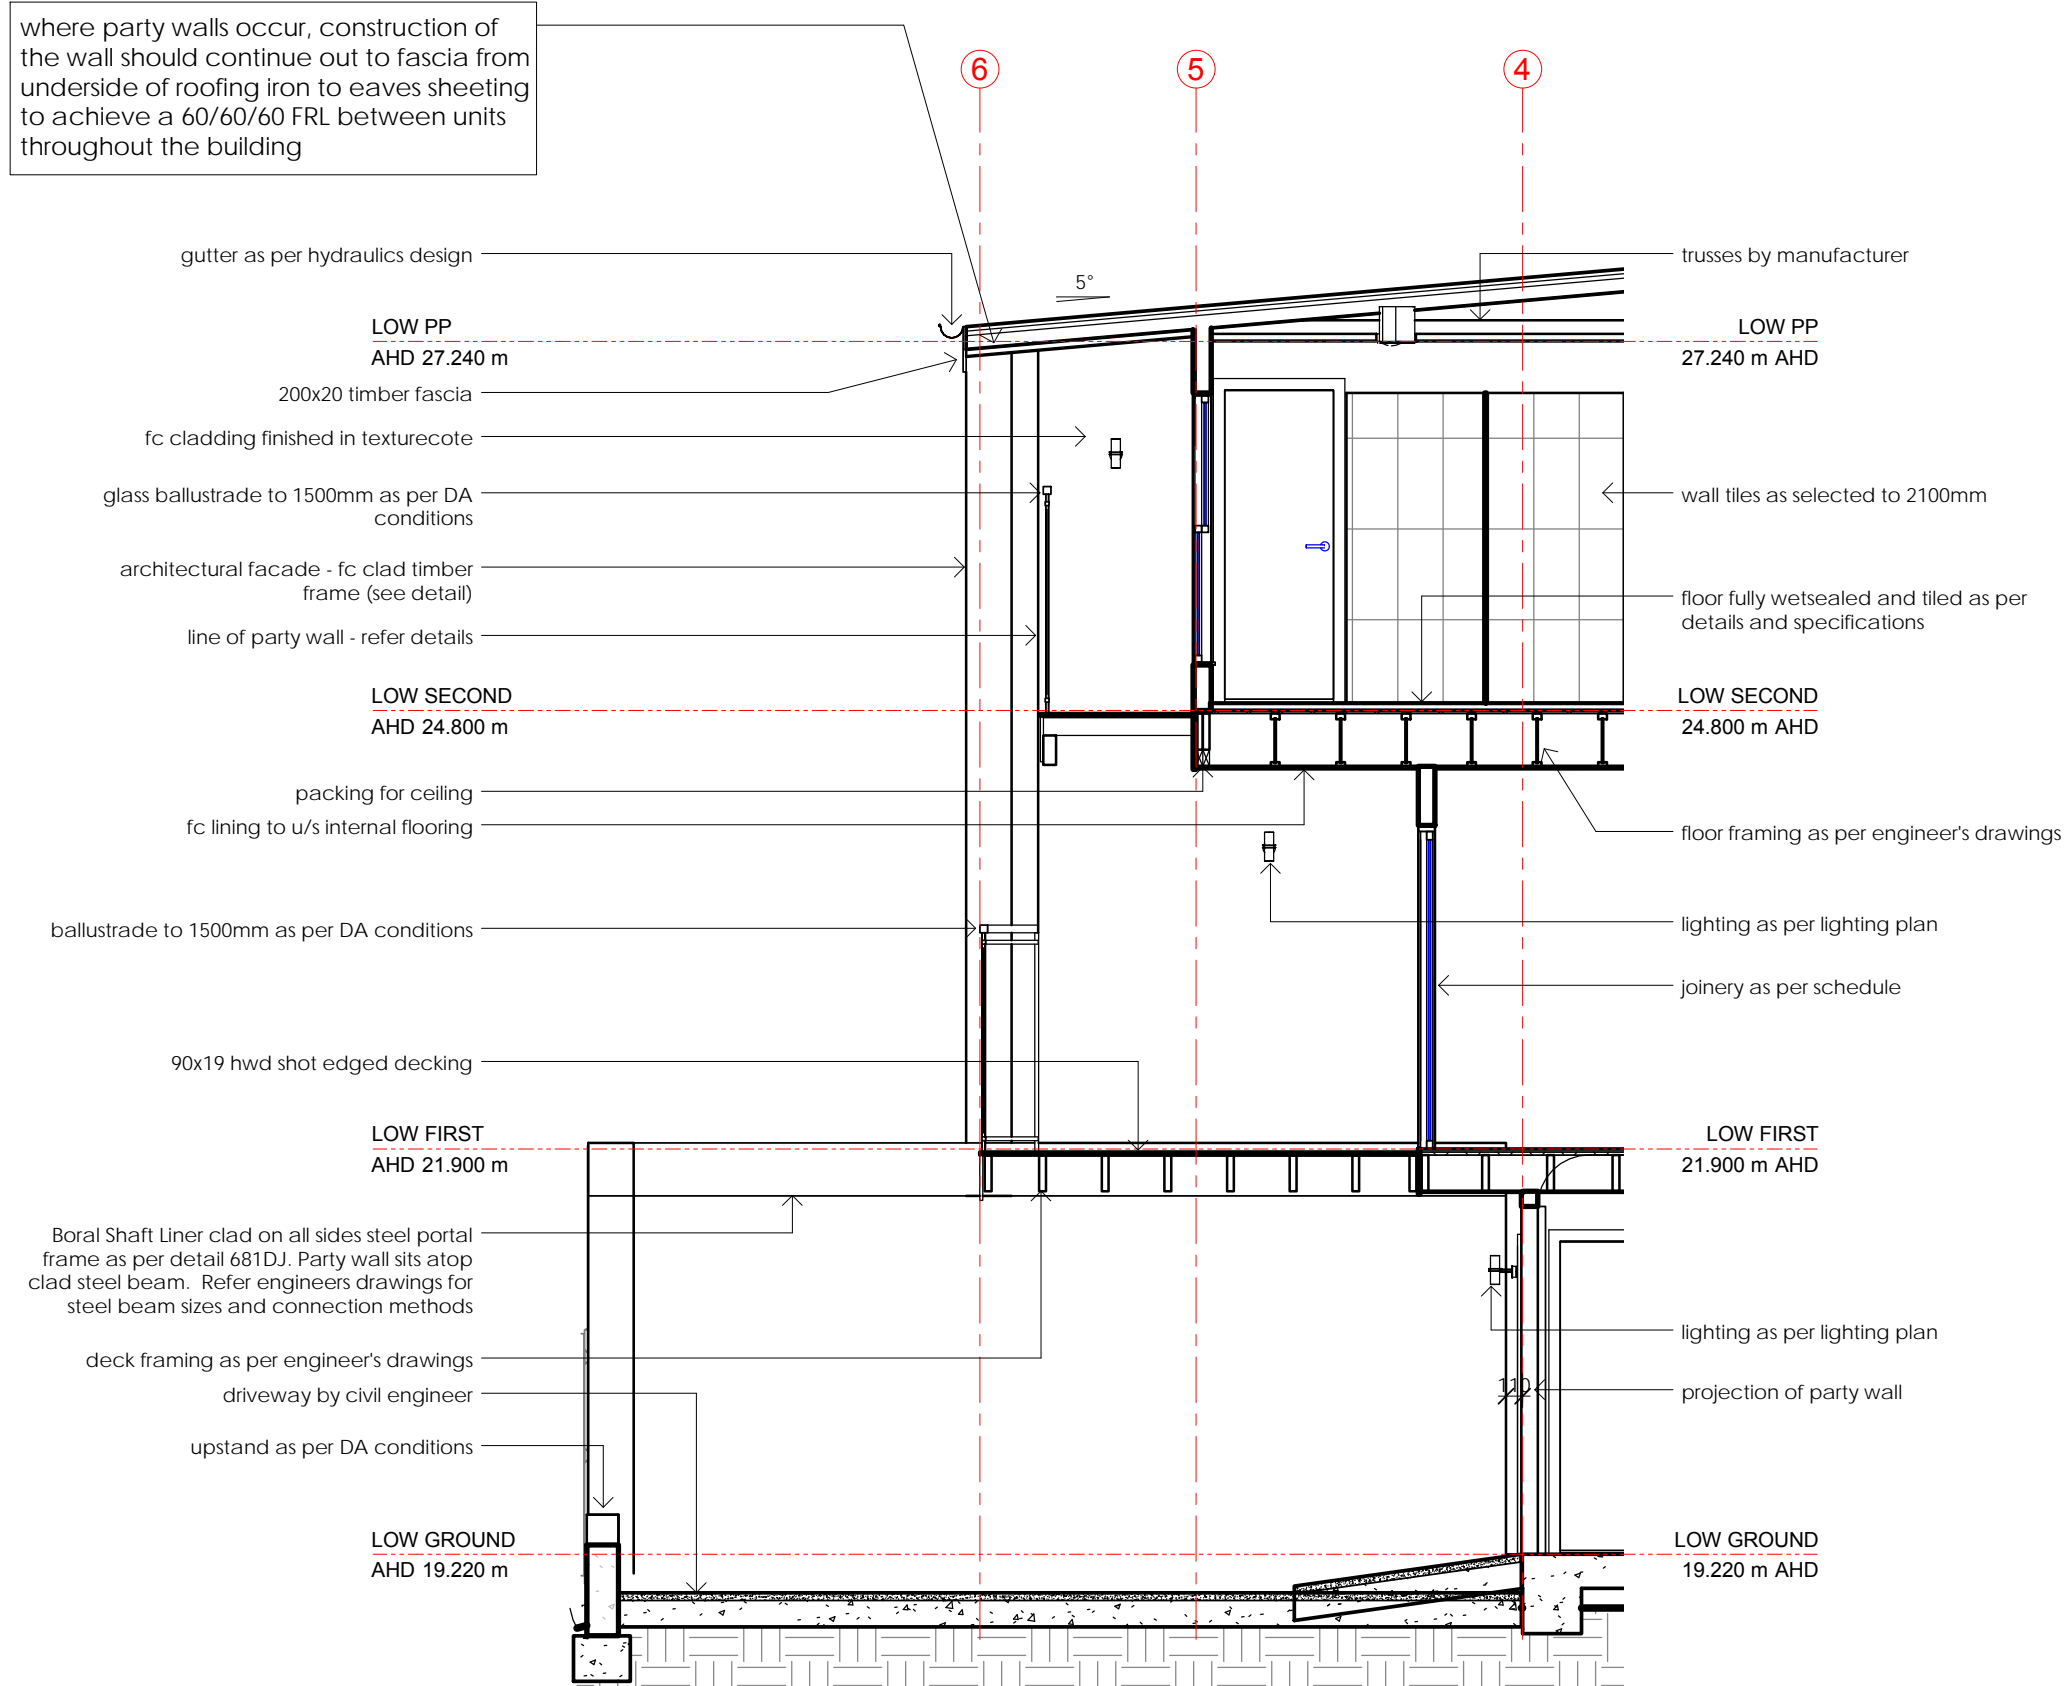 where party walls occur, construction of
the wall should continue out to fascia from
underside of roofing iron to eaves sheeting
to achieve a 60/60/60 FRL between units
throughout the building
6
5
4
gutter as per hydraulics design
5°
trusses by manufacturer
LOW PP
AHD 27.240 m
LOW PP
27.240 m AHD
200x20 timber fascia
fc cladding finished in texturecote
glass ballustrade to 1500mm as per DA
conditions
wall tiles as selected to 2100mm
architectural facade - fc clad timber
frame (see detail)
floor fully wetsealed and tiled as per
details and specifications
line of party wall - refer details
LOW SECOND
AHD 24.800 m
LOW SECOND
24.800 m AHD
packing for ceiling
fc lining to u/s internal flooring
floor framing as per engineer's drawings
ballustrade to 1500mm as per DA conditions
lighting as per lighting plan
joinery as per schedule
90x19 hwd shot edged decking
LOW FIRST
AHD 21.900 m
LOW FIRST
21.900 m AHD
Boral Shaft Liner clad on all sides steel portal
frame as per detail 681DJ. Party wall sits atop
clad steel beam.  Refer engineers drawings for
steel beam sizes and connection methods
lighting as per lighting plan
deck framing as per engineer's drawings
110
projection of party wall
driveway by civil engineer
upstand as per DA conditions
LOW GROUND
AHD 19.220 m
LOW GROUND
19.220 m AHD